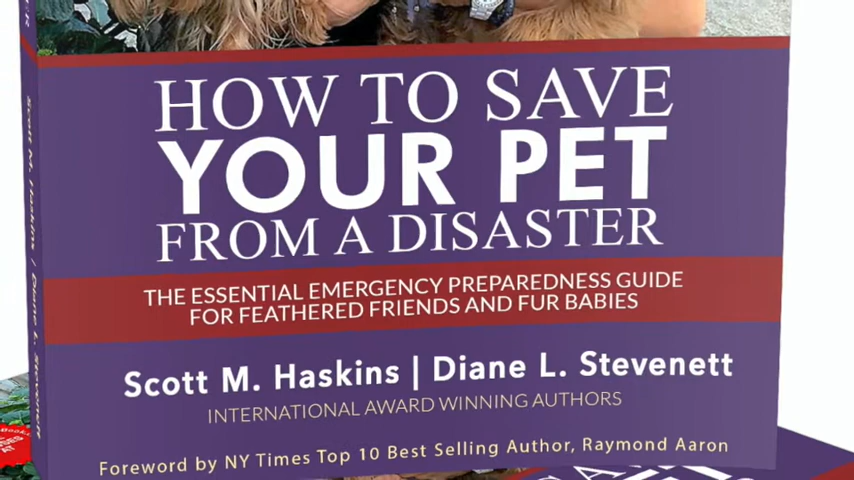 HOW TO SAVE
YOUR PET
FROM A DISASTER
THE ESSENTIAL EMERGENCY PREPAREDNESS GUIDE
FOR FEATHERED FRIENDS AND FUR BABIES
Scott M. Haskins | Diane L. Stevenett
INTERNATIONAL AWARD WINNING AUTHORS
Foreword by NY Times Top 10 Best Selling Author, Raymond Aaron
Scott M. Haskins | Diane L. Stevenett